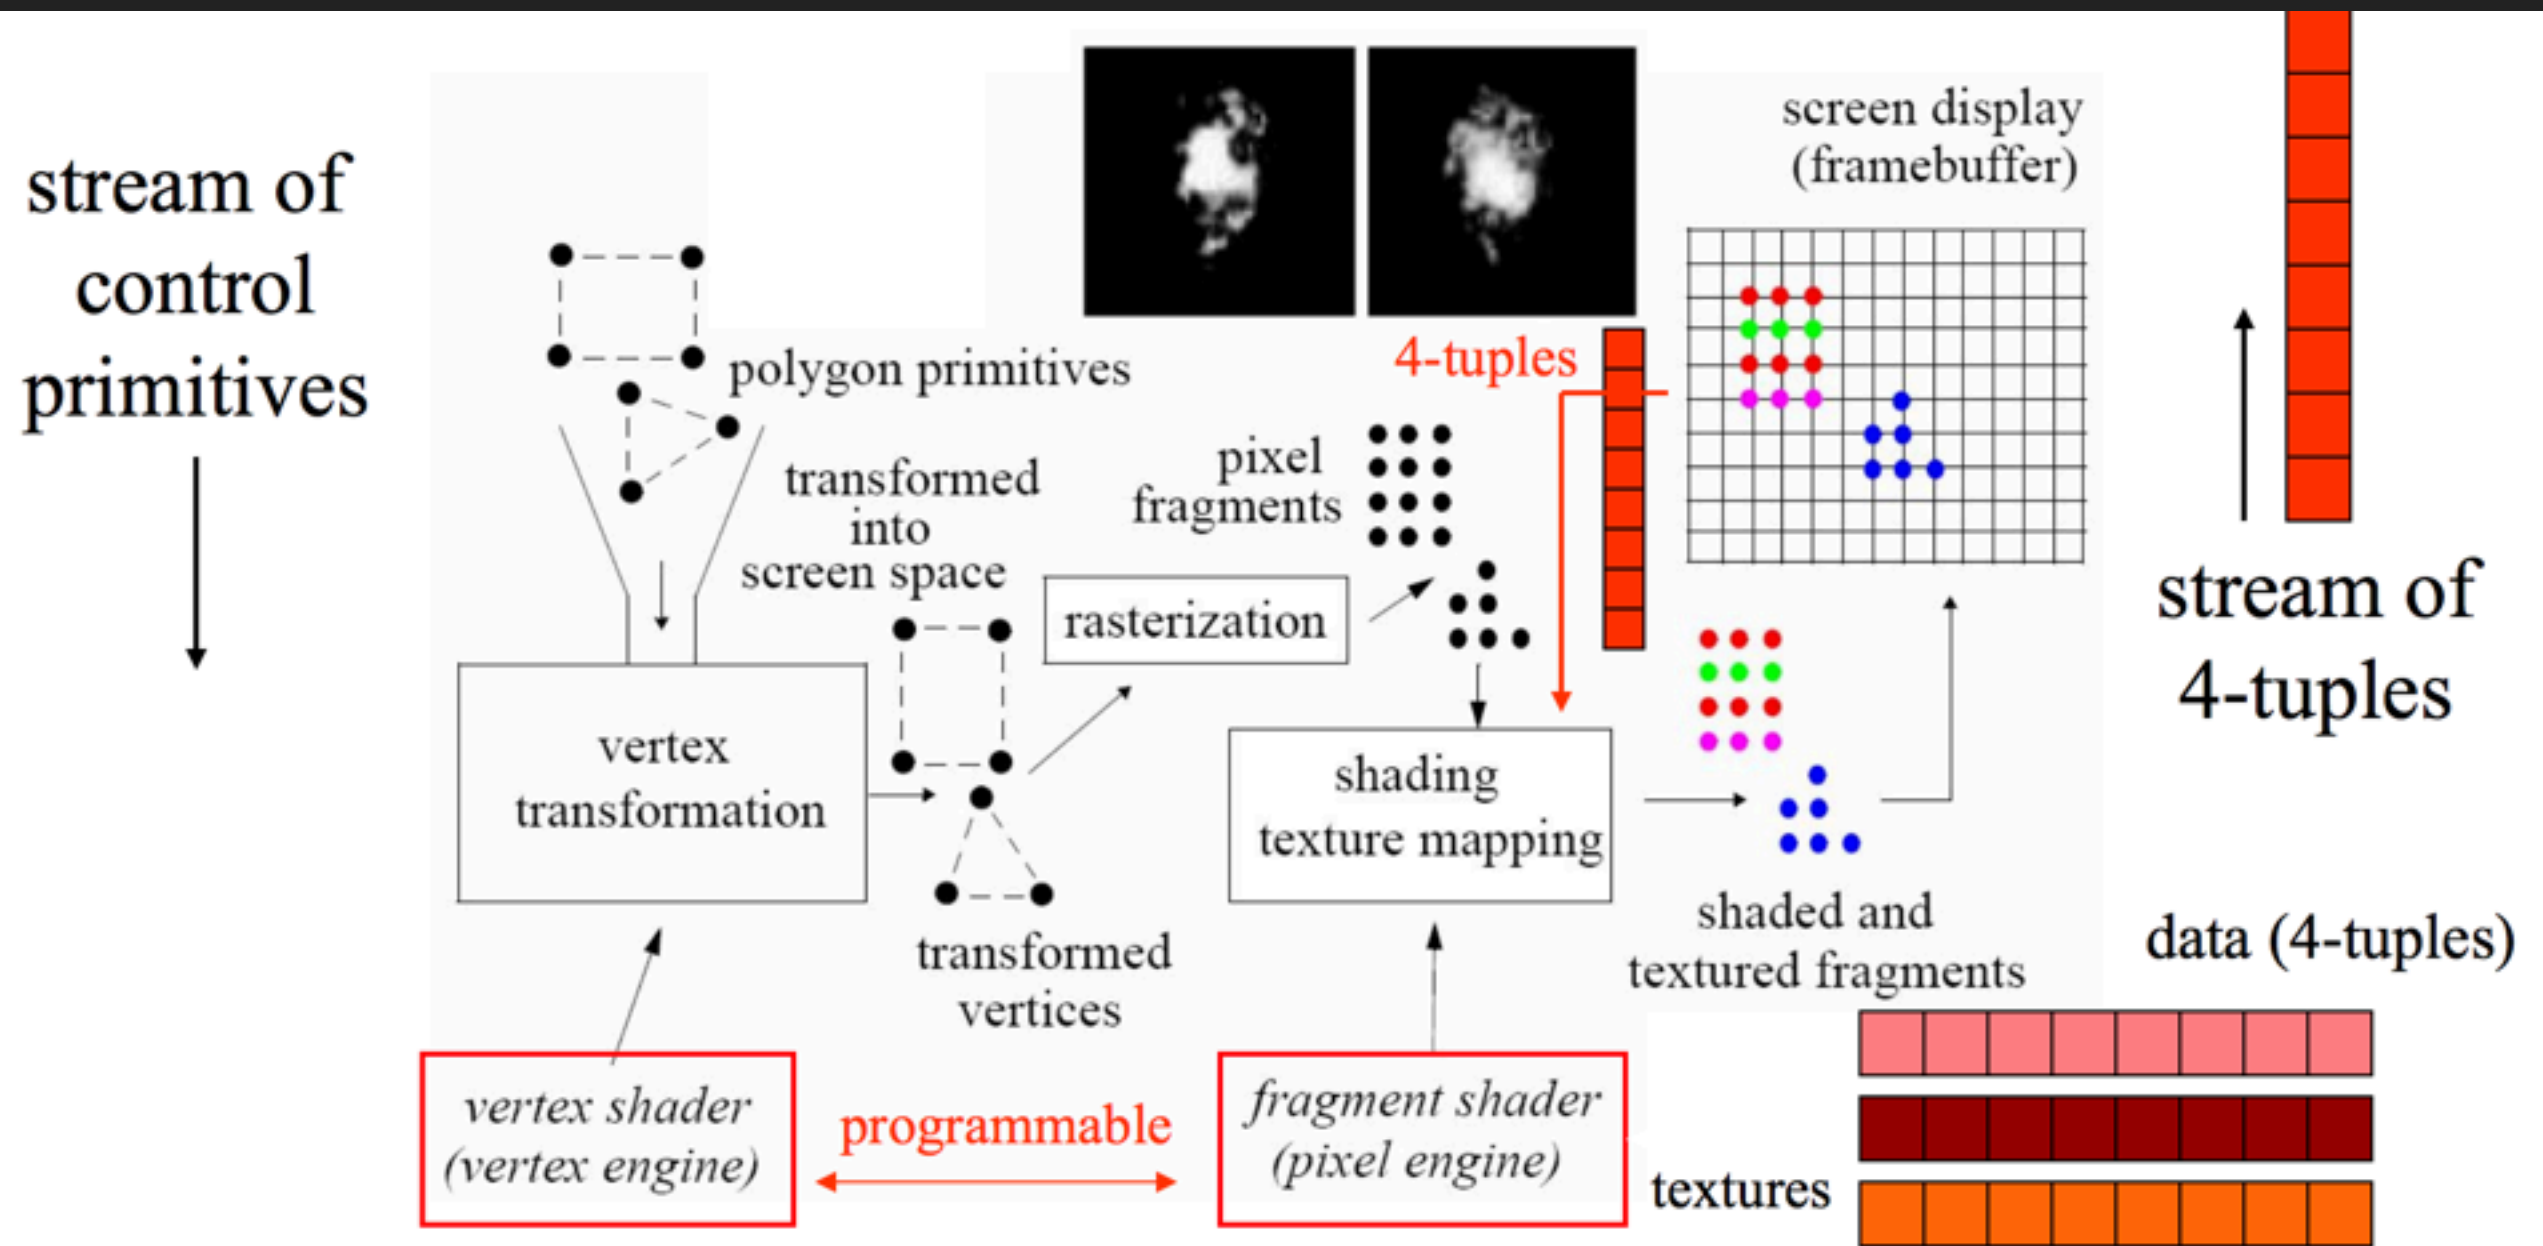 stream of
control
primitives
polygon primitives
transformed
into
screen space
vertex
transformation
transformed
vertices
vertex shader
(vertex engine)
programmable
rasterization
pixel
fragments
4-tuples
shading
texture mapping
fragment shader
(pixel engine)
screen display
(framebuffer)
shaded and
textured fragments
stream of
4-tuples
data (4-tuples)
textures